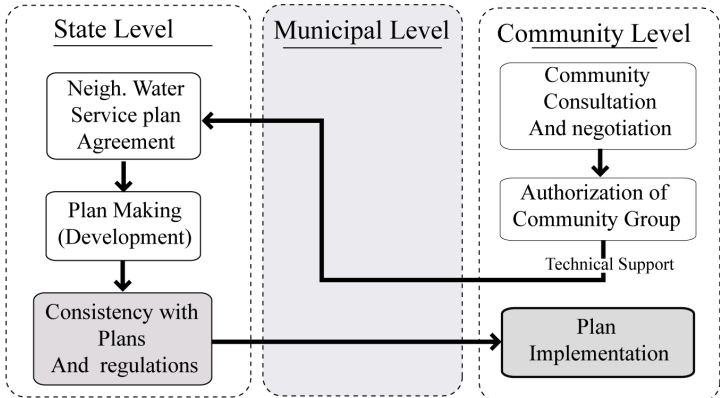 State Level
Neigh. Water
Service plan
Agreement
Plan Making
(Development)
Consistency with
Plans
And regulations
Municipal Level
Community Level
Community
Consultation
And negotiation
Authorization of
Community Group
Technical Support
Plan
Implementation